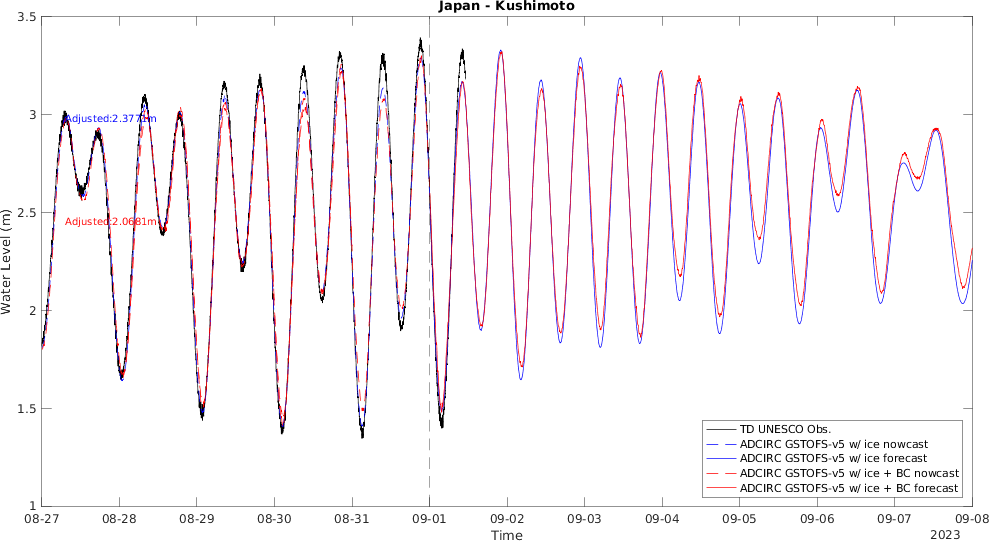 Japan - Kushimoto
3.5
3
2.5
2
1.5
1
Water Level (m)
Adjusted:2.3771m
Adjusted:2.0681m
TD UNESCO Obs.
ADCIRC GSTOFS-v5 w/ ice nowcast
ADCIRC GSTOFS-v5 w/ ice forecast
ADCIRC GSTOFS-v5 w/ ice + BC nowcast
ADCIRC GSTOFS-v5 w/ ice + BC forecast
08-27 08-28 08-29 08-30 08-31 09-01 09-02 09-03 09-04 09-05 09-06 09-07 09-08
Time
2023